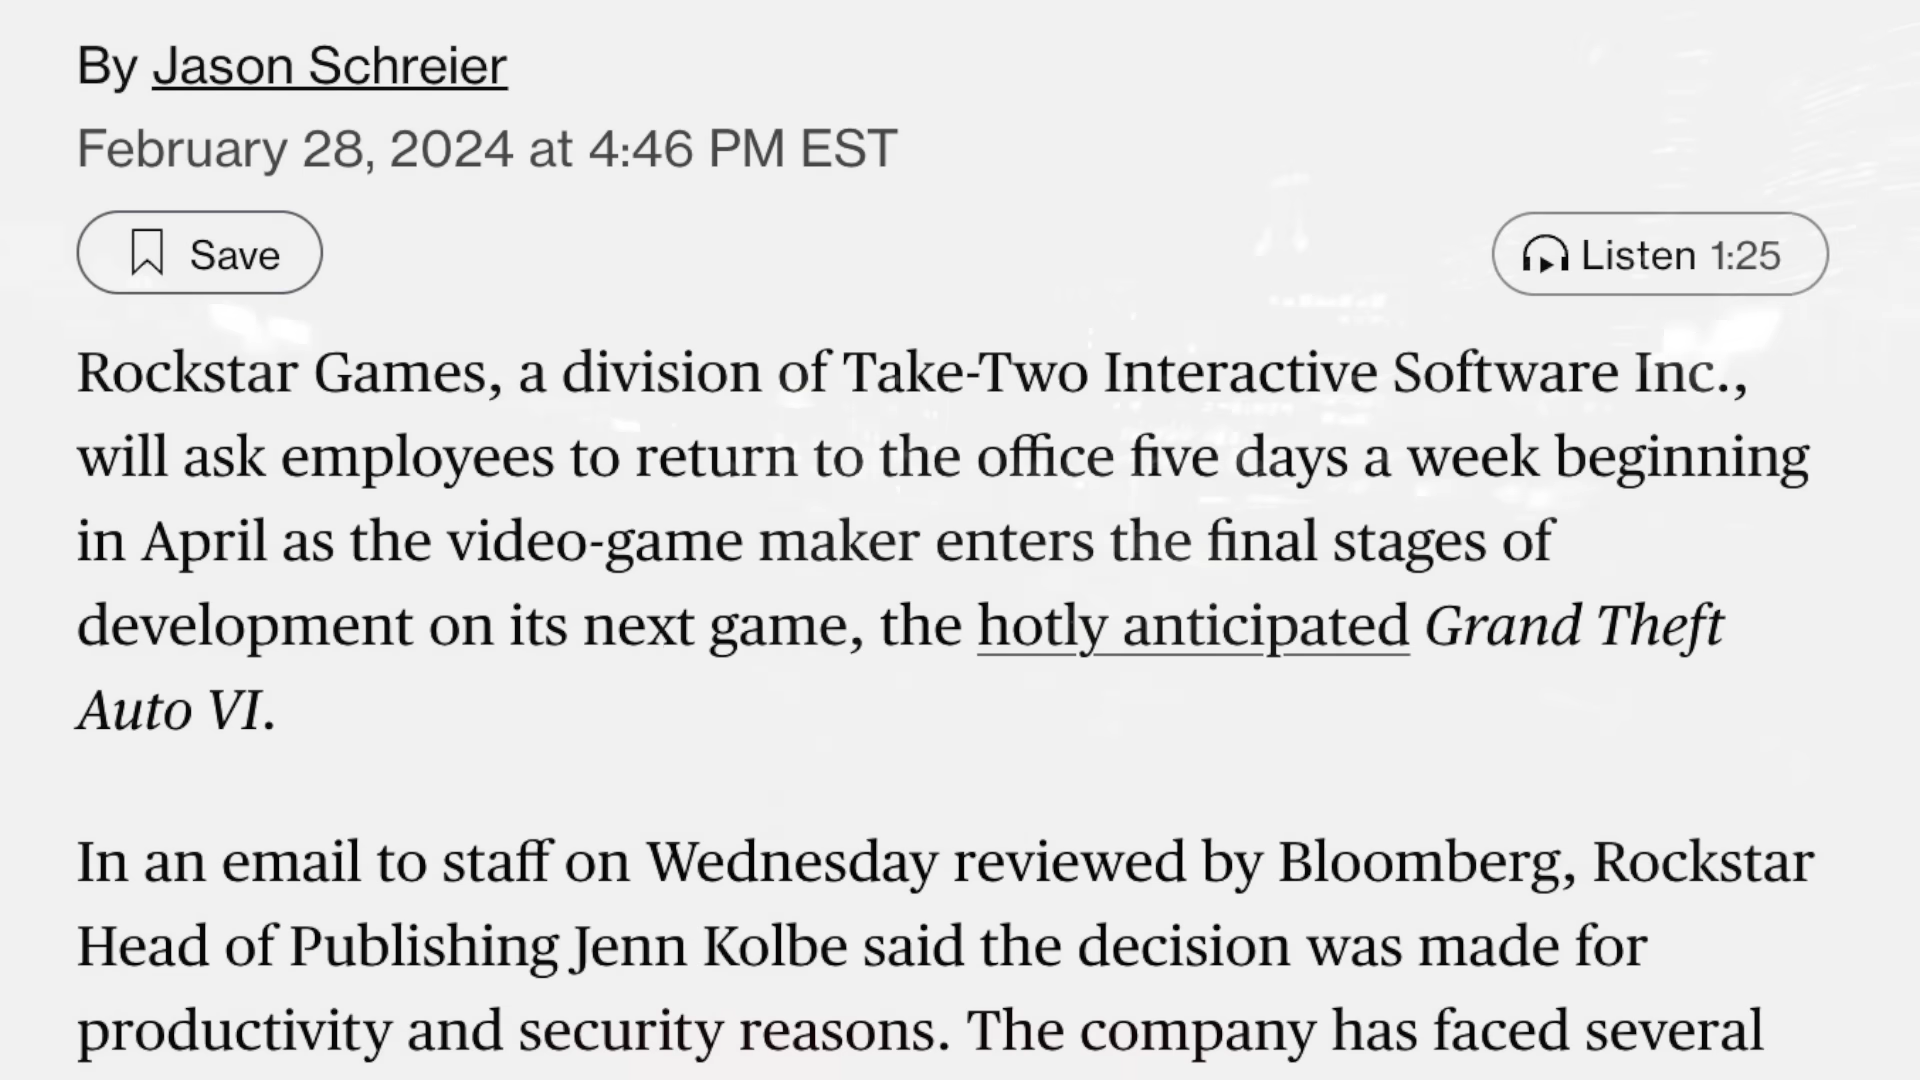 By Jason Schreier
February 28, 2024 at 4:46 PM EST
Save
Listen 1:25
Rockstar Games, a division of Take-Two Interactive Software Inc.,
will ask employees to return to the office five days a week beginning
in April as the video-game maker enters the final stages of
development on its next game, the hotly anticipated Grand Theft
Auto VI.
In an email to staff on Wednesday reviewed by Bloomberg, Rockstar
Head of Publishing Jenn Kolbe said the decision was made for
productivity and security reasons. The company has faced several